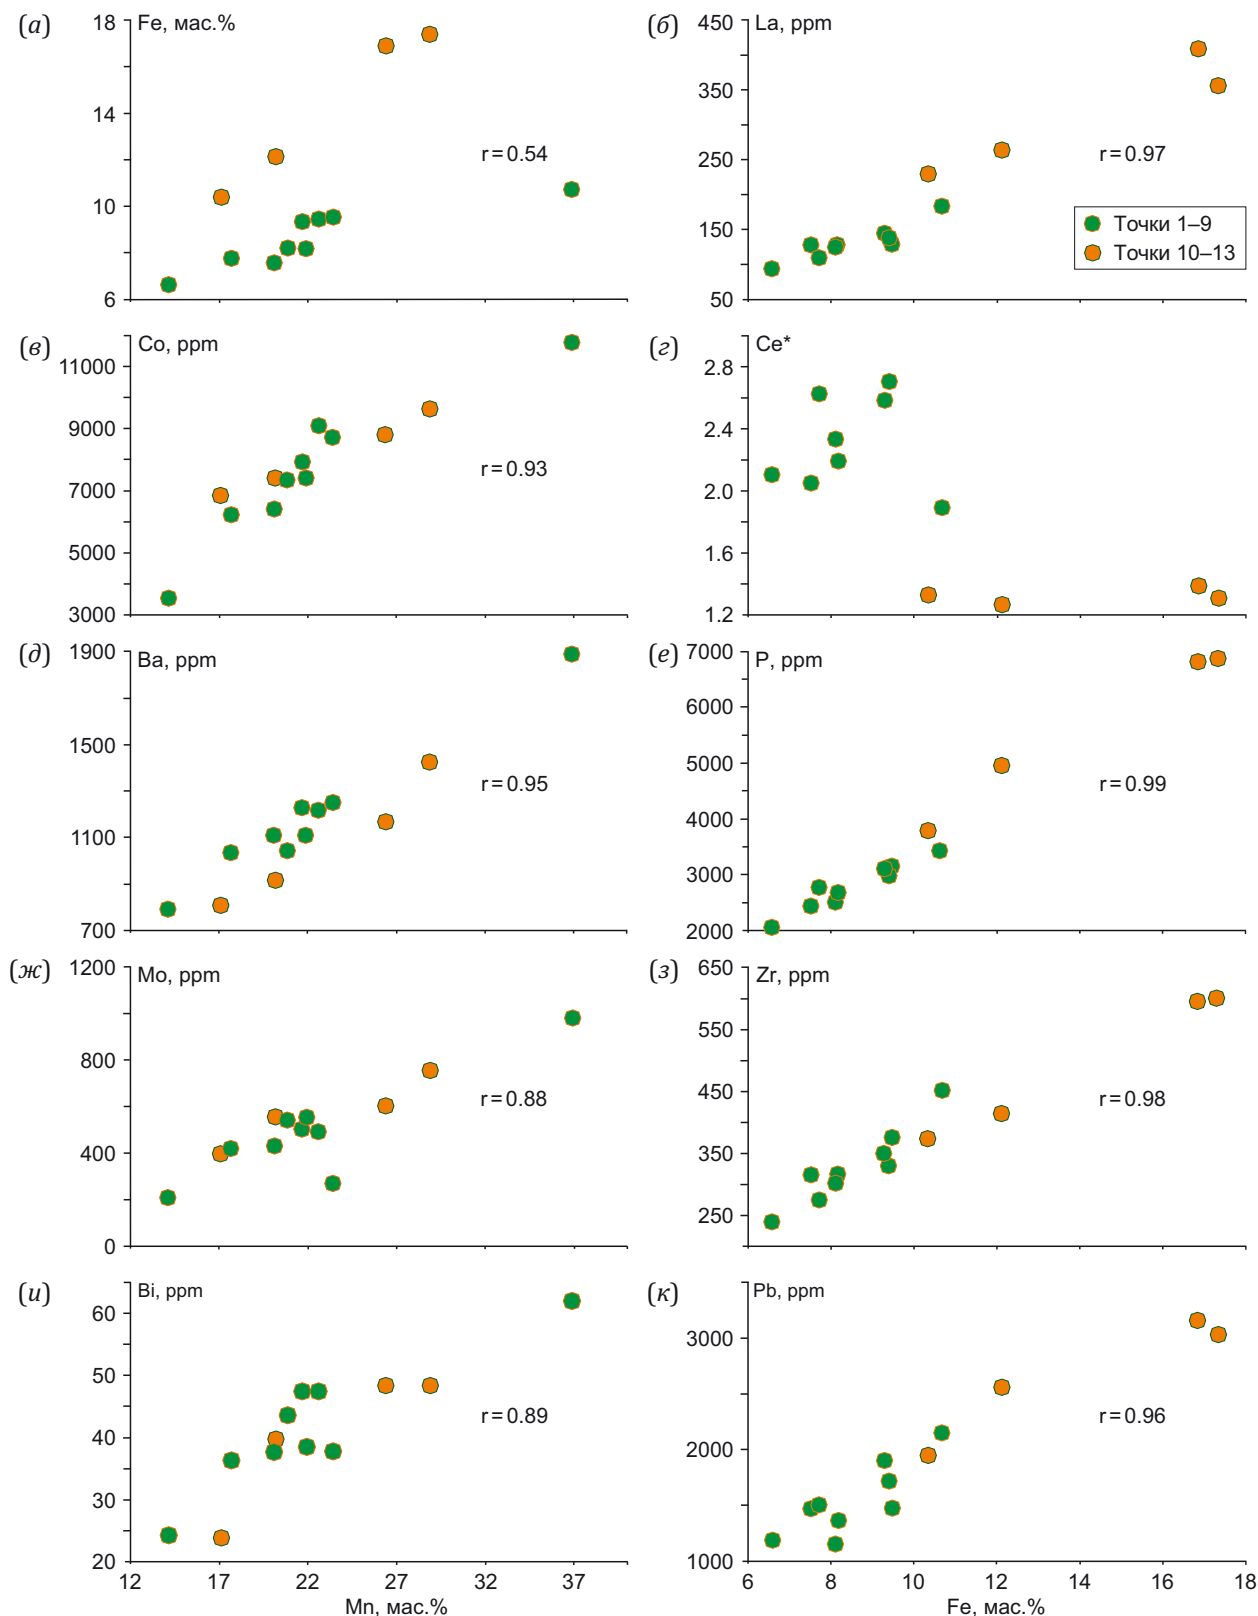 (а)
Fe, мас.%
18
14
10
6
r = 0.54
(б)
La, ppm
450
350
250
150
50
r = 0.97
Точки 1–9
Точки 10–13
(в)
Co, ppm
11000
9000
7000
5000
3000
r = 0.93
(г)
Ce*
2.8
2.4
2.0
1.6
1.2
(д)
Ba, ppm
1900
1500
1100
700
r = 0.95
(е)
P, ppm
7000
6000
5000
4000
3000
2000
r = 0.99
(ж)
Mo, ppm
1200
800
400
0
r = 0.88
(з)
Zr, ppm
650
550
450
350
250
r = 0.98
(и)
Bi, ppm
60
50
40
30
20
r = 0.89
12 17 22 27 32 37
Mn, мас.%
(к)
Pb, ppm
3000
2000
1000
r = 0.96
6 8 10 12 14 16 18
Fe, мас.%